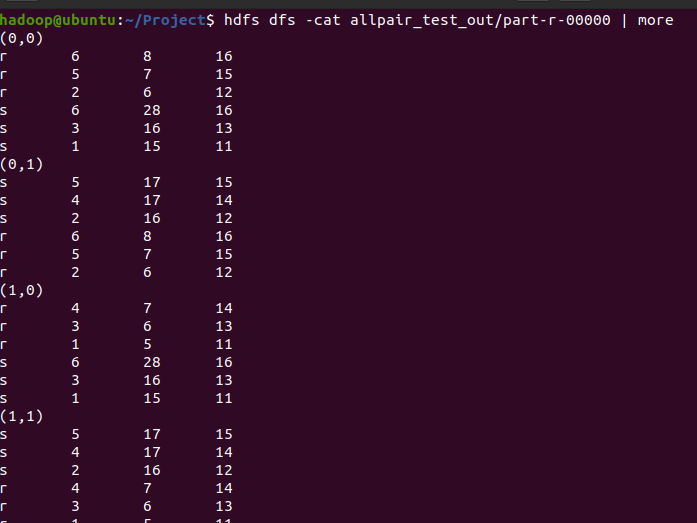 hadoop@ubuntu:~/Project$ hdfs dfs -cat allpair_test_out/part-r-00000 | more
(0,0)
r 6 8 16
r 5 7 15
r 2 6 12
s 6 28 16
s 3 16 13
s 1 15 11
(0,1)
s 5 17 15
s 4 17 14
s 2 16 12
r 6 8 16
r 5 7 15
r 2 6 12
(1,0)
r 4 7 14
r 3 6 13
r 1 5 11
s 6 28 16
s 3 16 13
s 1 15 11
(1,1)
s 5 17 15
s 4 17 14
s 2 16 12
r 4 7 14
r 3 6 13
r 1 5 11